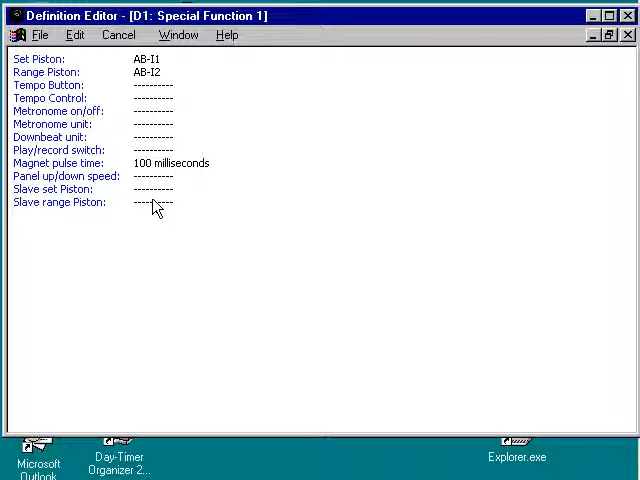 Definition Editor - [D1: Special Function 1]
File Edit Cancel Window Help
Set Piston: AB-I1
Range Piston: AB-I2
Tempo Button: ----------
Tempo Control: ----------
Metronome on/off: ----------
Metronome unit: ----------
Downbeat unit: ----------
Play/record switch: ----------
Magnet pulse time: 100 milliseconds
Panel up/down speed: ----------
Slave set Piston: ----------
Slave range Piston: ----------
Microsoft Outlook
Day-Timer Organizer 2...
Explorer.exe